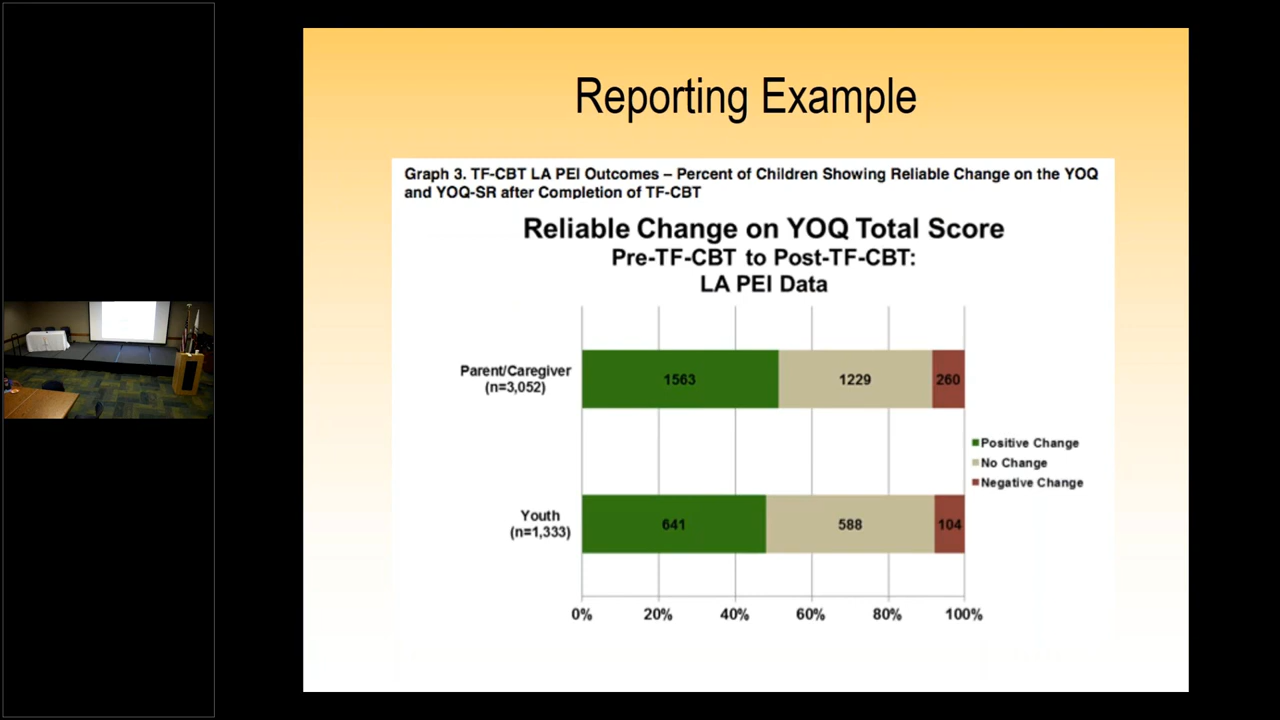 Reporting Example
Graph 3. TF-CBT LA PEI Outcomes – Percent of Children Showing Reliable Change on the YOQ
and YOQ-SR after Completion of TF-CBT
Reliable Change on YOQ Total Score
Pre-TF-CBT to Post-TF-CBT:
LA PEI Data
Parent/Caregiver
(n=3,052)
1563
1229
260
Positive Change
No Change
Negative Change
Youth
(n=1,333)
641
588
104
0%
20%
40%
60%
80%
100%